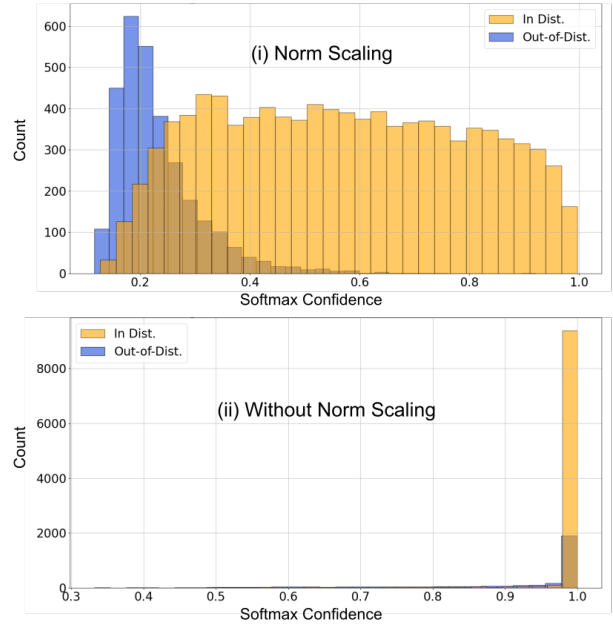 600
500
400
300
200
100
0
Count
(i) Norm Scaling
In Dist.
Out-of-Dist.
0.2 0.4 0.6 0.8 1.0
Softmax Confidence
In Dist.
Out-of-Dist.
8000
6000
4000
2000
0
Count
(ii) Without Norm Scaling
0.3 0.4 0.5 0.6 0.7 0.8 0.9 1.0
Softmax Confidence